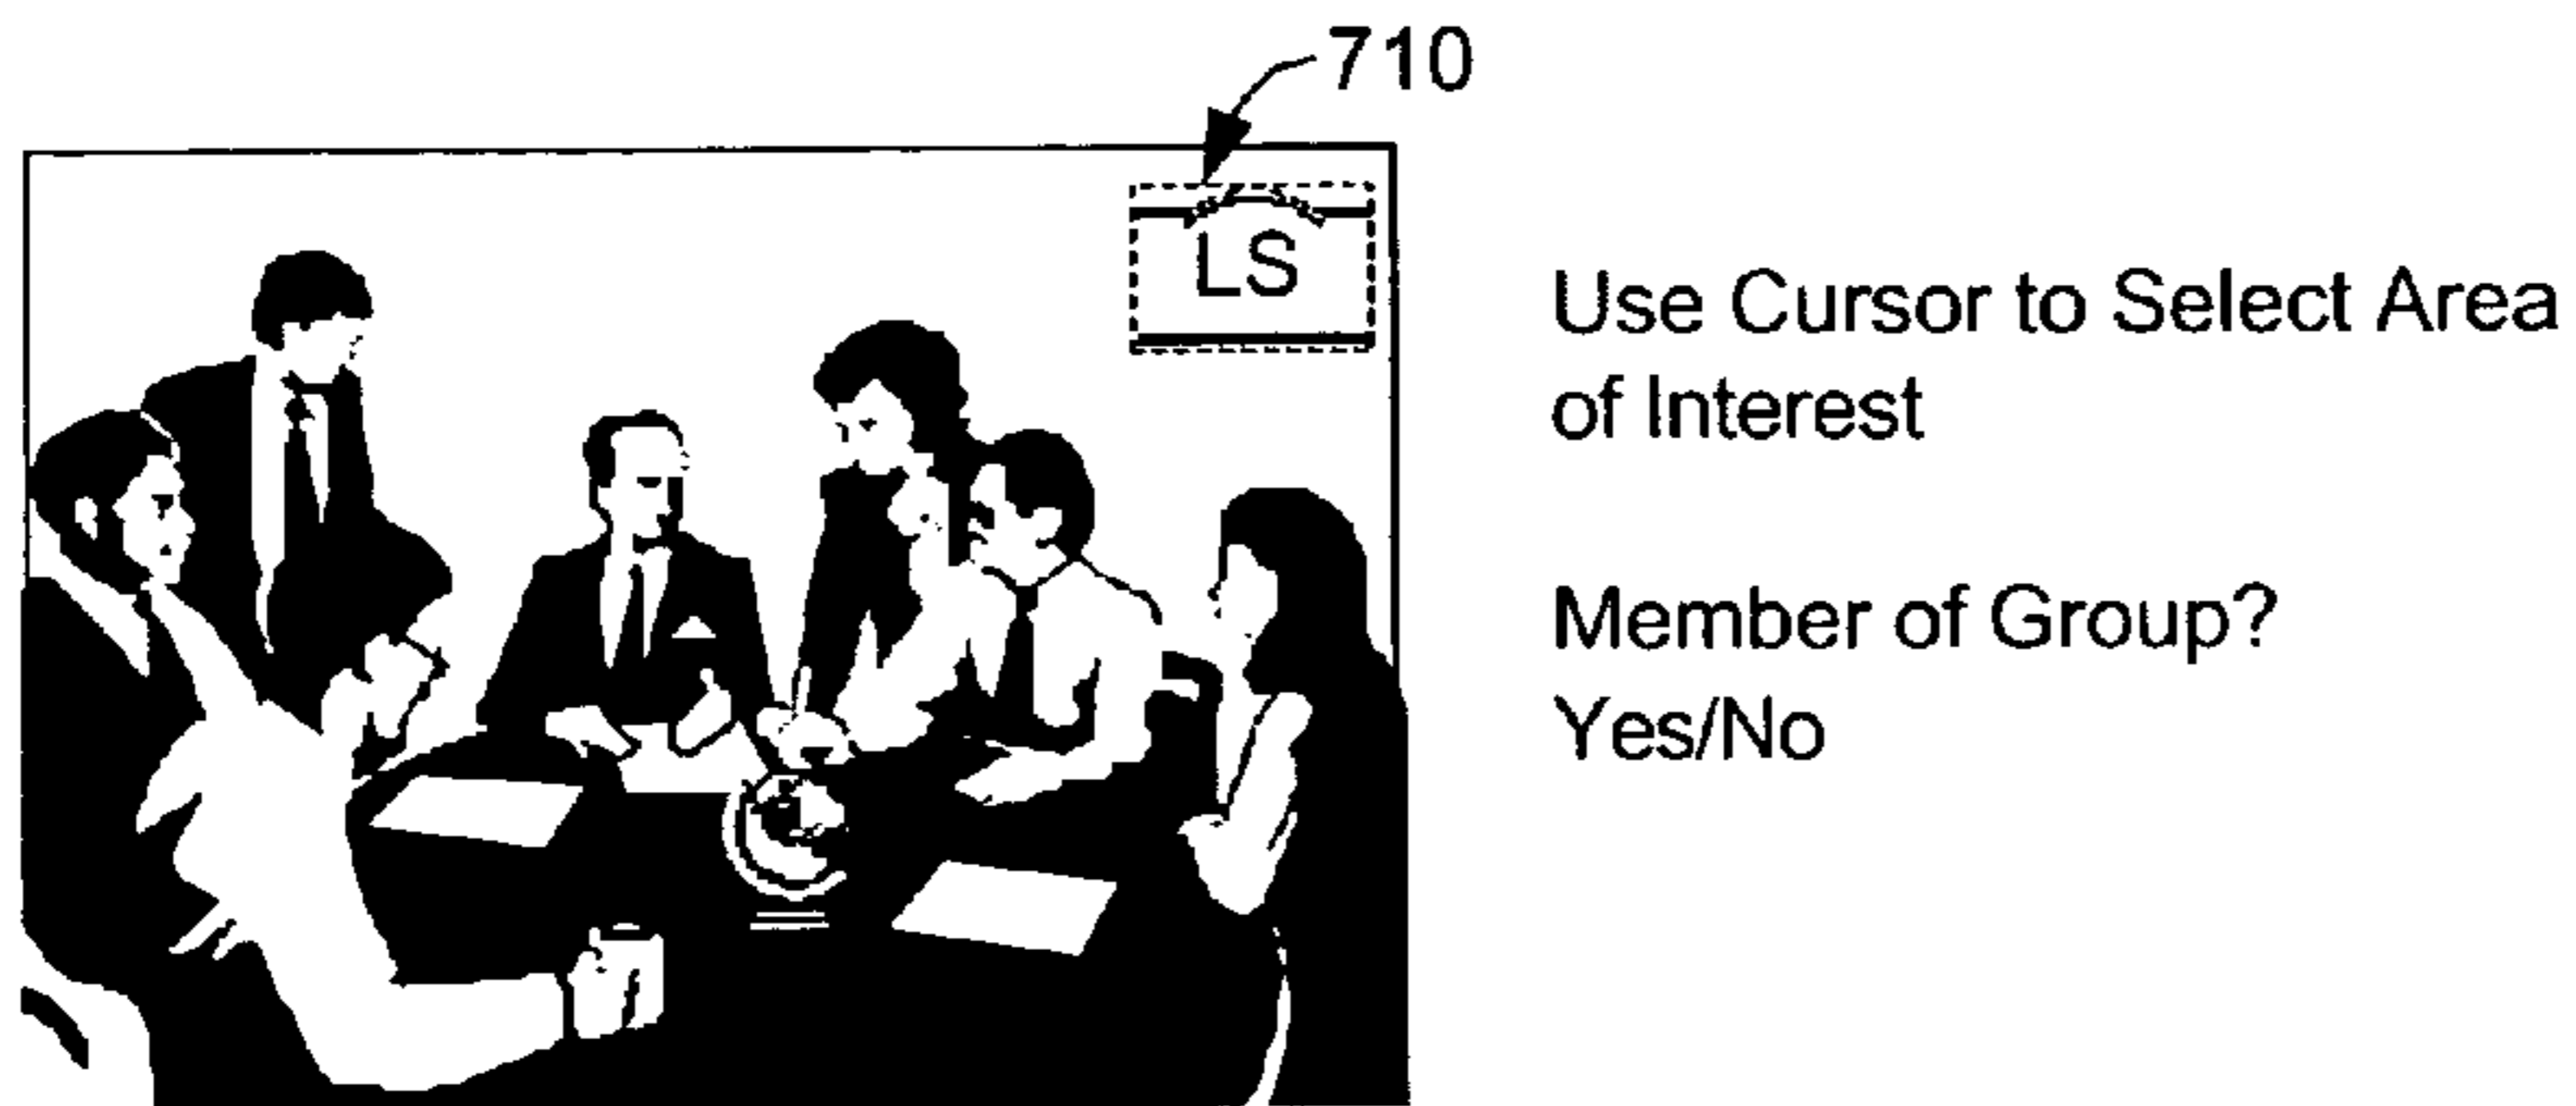 710
LS
Use Cursor to Select Area
of Interest
Member of Group?
Yes/No